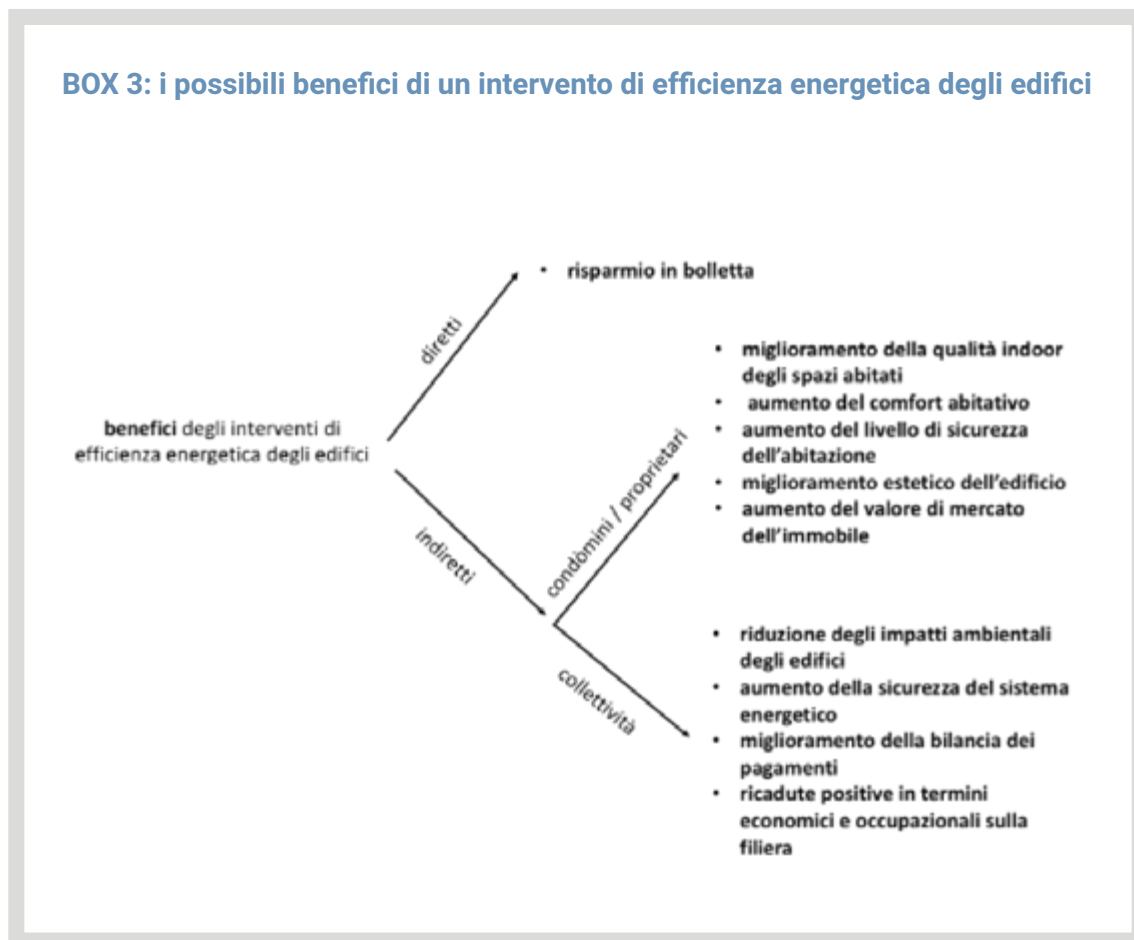 BOX 3: i possibili benefici di un intervento di efficienza energetica degli edifici
• risparmio in bolletta
diretti
benefici degli interventi di
efficienza energetica degli edifici
indiretti
condòmini / proprietari
• miglioramento della qualità indoor
degli spazi abitati
• aumento del comfort abitativo
• aumento del livello di sicurezza
dell'abitazione
• miglioramento estetico dell'edificio
• aumento del valore di mercato
dell'immobile
collettività
• riduzione degli impatti ambientali
degli edifici
• aumento della sicurezza del sistema
energetico
• miglioramento della bilancia dei
pagamenti
• ricadute positive in termini
economici e occupazionali sulla
filiera